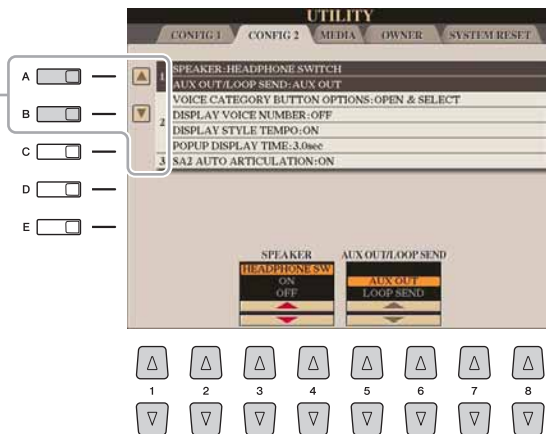 UTILITY
CONFIG 1 CONFIG 2 MEDIA OWNER SYSTEM RESET
A
B
C
D
E
1 SPEAKER:HEADPHONE SWITCH
AUX OUT/LOOP SEND:AUX OUT
2 VOICE CATEGORY BUTTON OPTIONS:OPEN & SELECT
DISPLAY VOICE NUMBER:OFF
DISPLAY STYLE TEMPO:ON
POPUP DISPLAY TIME:3.0sec
3 SA2 AUTO ARTICULATION:ON
SPEAKER AUX OUT/LOOP SEND
HEADPHONE SW
ON AUX OUT
OFF LOOP SEND
1 2 3 4 5 6 7 8